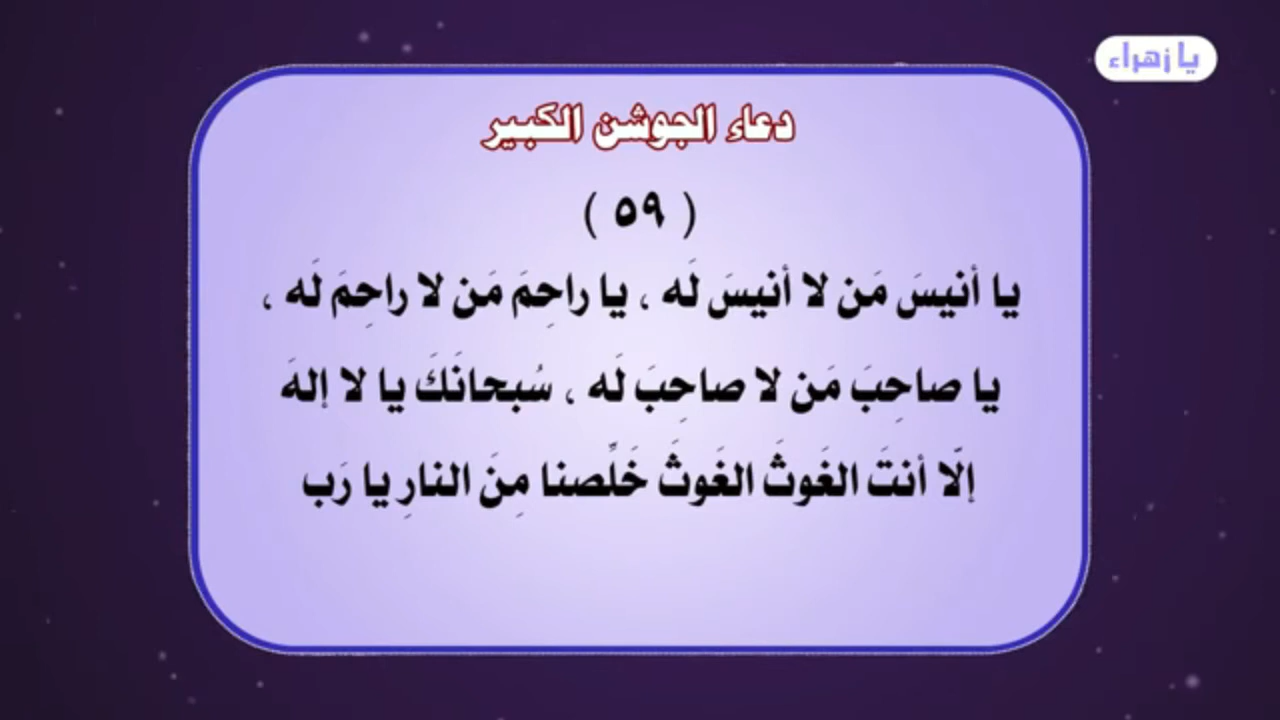 يا زهراء
دعاء الجوشن الكبير
( ٥٩ )
يا أنيسَ مَن لا أنيسَ لَه ، يا راحِمَ مَن لا راحِمَ لَه ،
يا صاحِبَ مَن لا صاحِبَ لَه ، سُبحانَكَ يا لا إلهَ
إلّا أنتَ الغَوثَ الغَوثَ خَلِّصنا مِنَ النارِ يا رَب